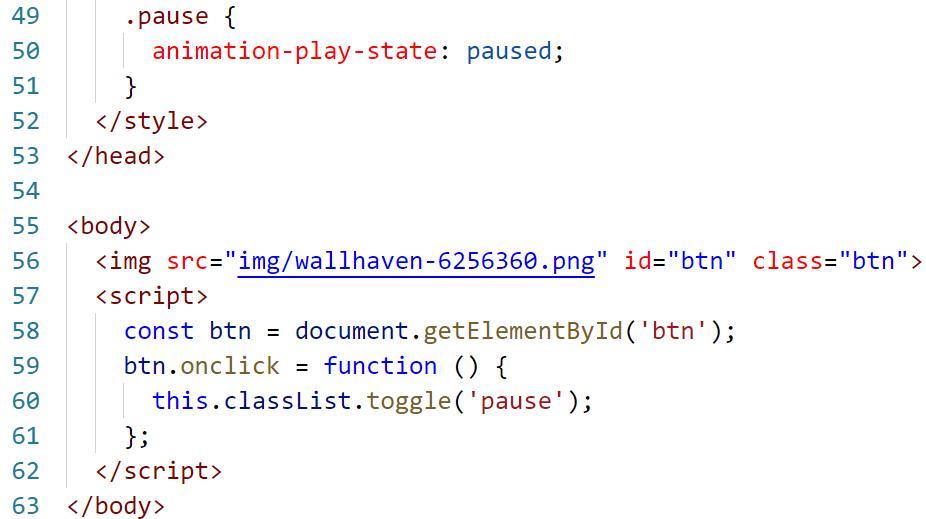 49 .pause {
50 animation-play-state: paused;
51 }
52 </style>
53 </head>
54
55 <body>
56 <img src="img/wallhaven-6256360.png" id="btn" class="btn">
57 <script>
58 const btn = document.getElementById('btn');
59 btn.onclick = function () {
60 this.classList.toggle('pause');
61 };
62 </script>
63 </body>